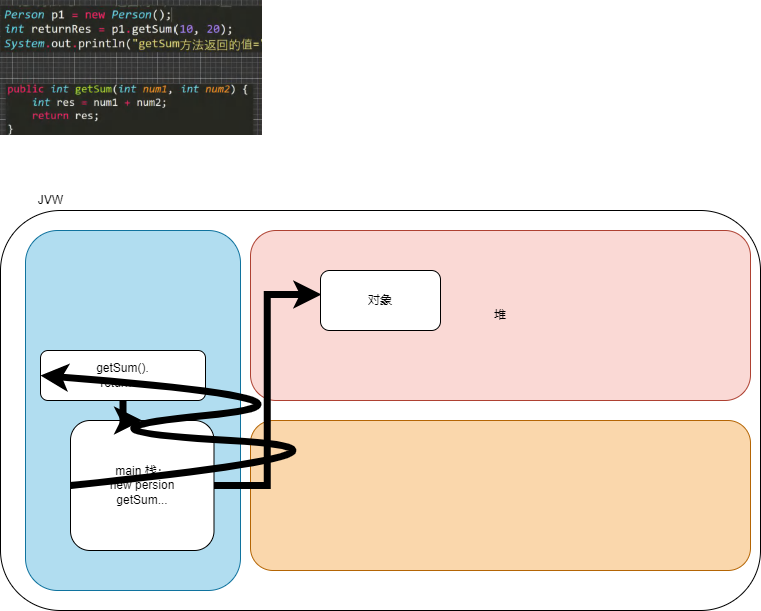 Person p1 = new Person();
int returnRes = p1.getSum(10, 20);
System.out.println("getSum方法返回的值="
public int getSum(int num1, int num2) {
int res = num1 + num2;
return res;
}
JVW
对象
堆
getSum().
main 栈:
new persion
getSum...